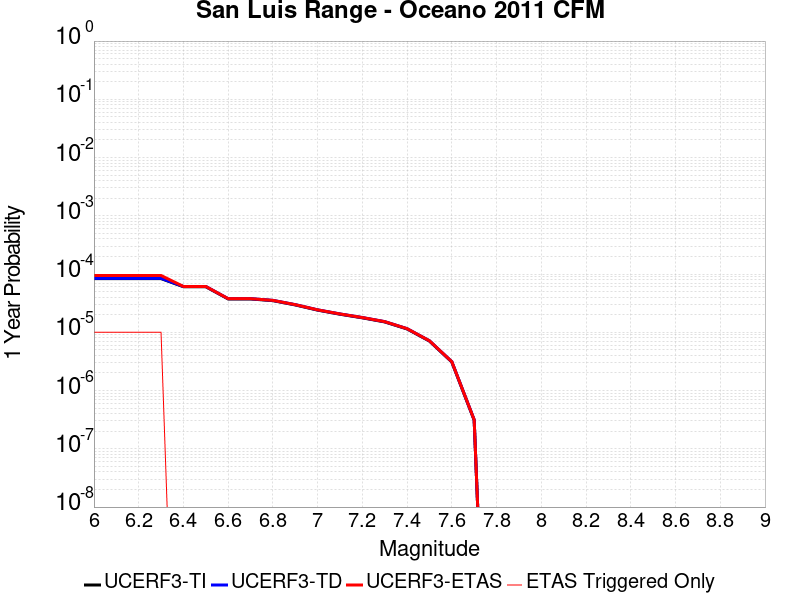 San Luis Range - Oceano 2011 CFM
1 Year Probability
10^0
10^-1
10^-2
10^-3
10^-4
10^-5
10^-6
10^-7
10^-8
6 6.2 6.4 6.6 6.8 7 7.2 7.4 7.6 7.8 8 8.2 8.4 8.6 8.8 9
Magnitude
UCERF3-TI UCERF3-TD UCERF3-ETAS ETAS Triggered Only